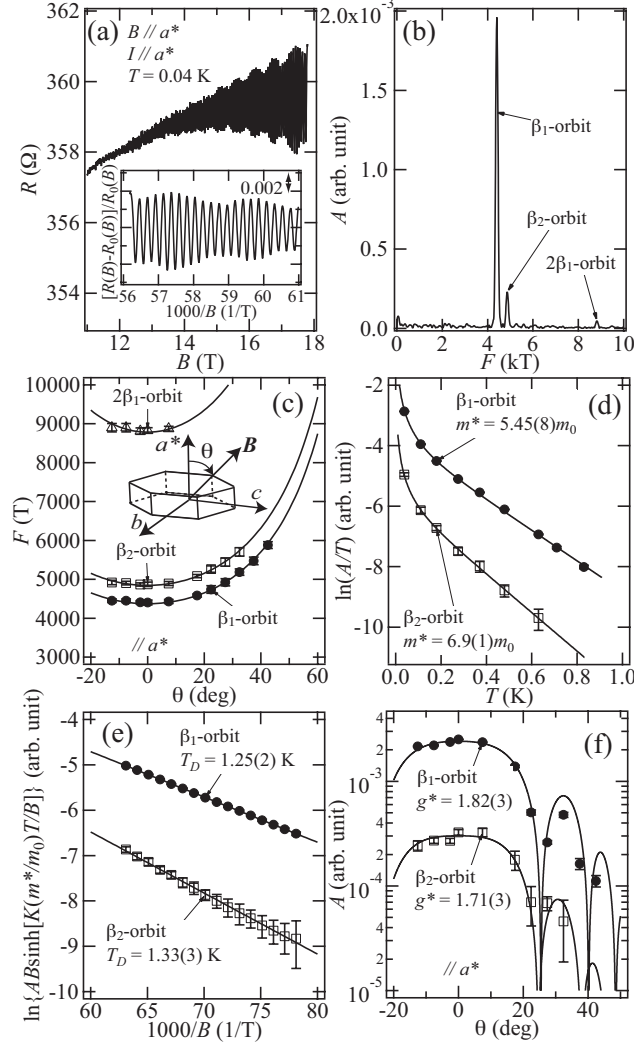 (a)
B // a*
I // a*
T = 0.04 K
R (Ω)
362
360
358
356
354
12
14
16
18
B (T)
0.002
[R(B)-R0(B)]/R0(B)
56
57
58
59
60
61
1000/B (1/T)
(b)
2.0x10-3
1.5
1.0
0.5
0.0
A (arb. unit)
β1-orbit
β2-orbit
2β1-orbit
0
2
4
6
8
10
F (kT)
(c)
10000
9000
8000
7000
6000
5000
4000
3000
F (T)
2β1-orbit
a*
θ
B
c
b
β2-orbit
β1-orbit
// a*
-20
0
20
40
60
θ (deg)
(d)
-2
-4
-6
-8
-10
ln(A/T) (arb. unit)
β1-orbit
m* = 5.45(8)m0
β2-orbit
m* = 6.9(1)m0
0.0
0.2
0.4
0.6
0.8
1.0
T (K)
(e)
-4
-5
-6
-7
-8
-9
-10
ln{ABsinh[K(m*/m0)T/B]} (arb. unit)
β1-orbit
TD = 1.25(2) K
β2-orbit
TD = 1.33(3) K
60
65
70
75
80
1000/B (1/T)
(f)
4
2
10-3
4
2
10-4
4
2
10-5
A (arb. unit)
β1-orbit
g* = 1.82(3)
β2-orbit
g* = 1.71(3)
// a*
-20
0
20
40
θ (deg)